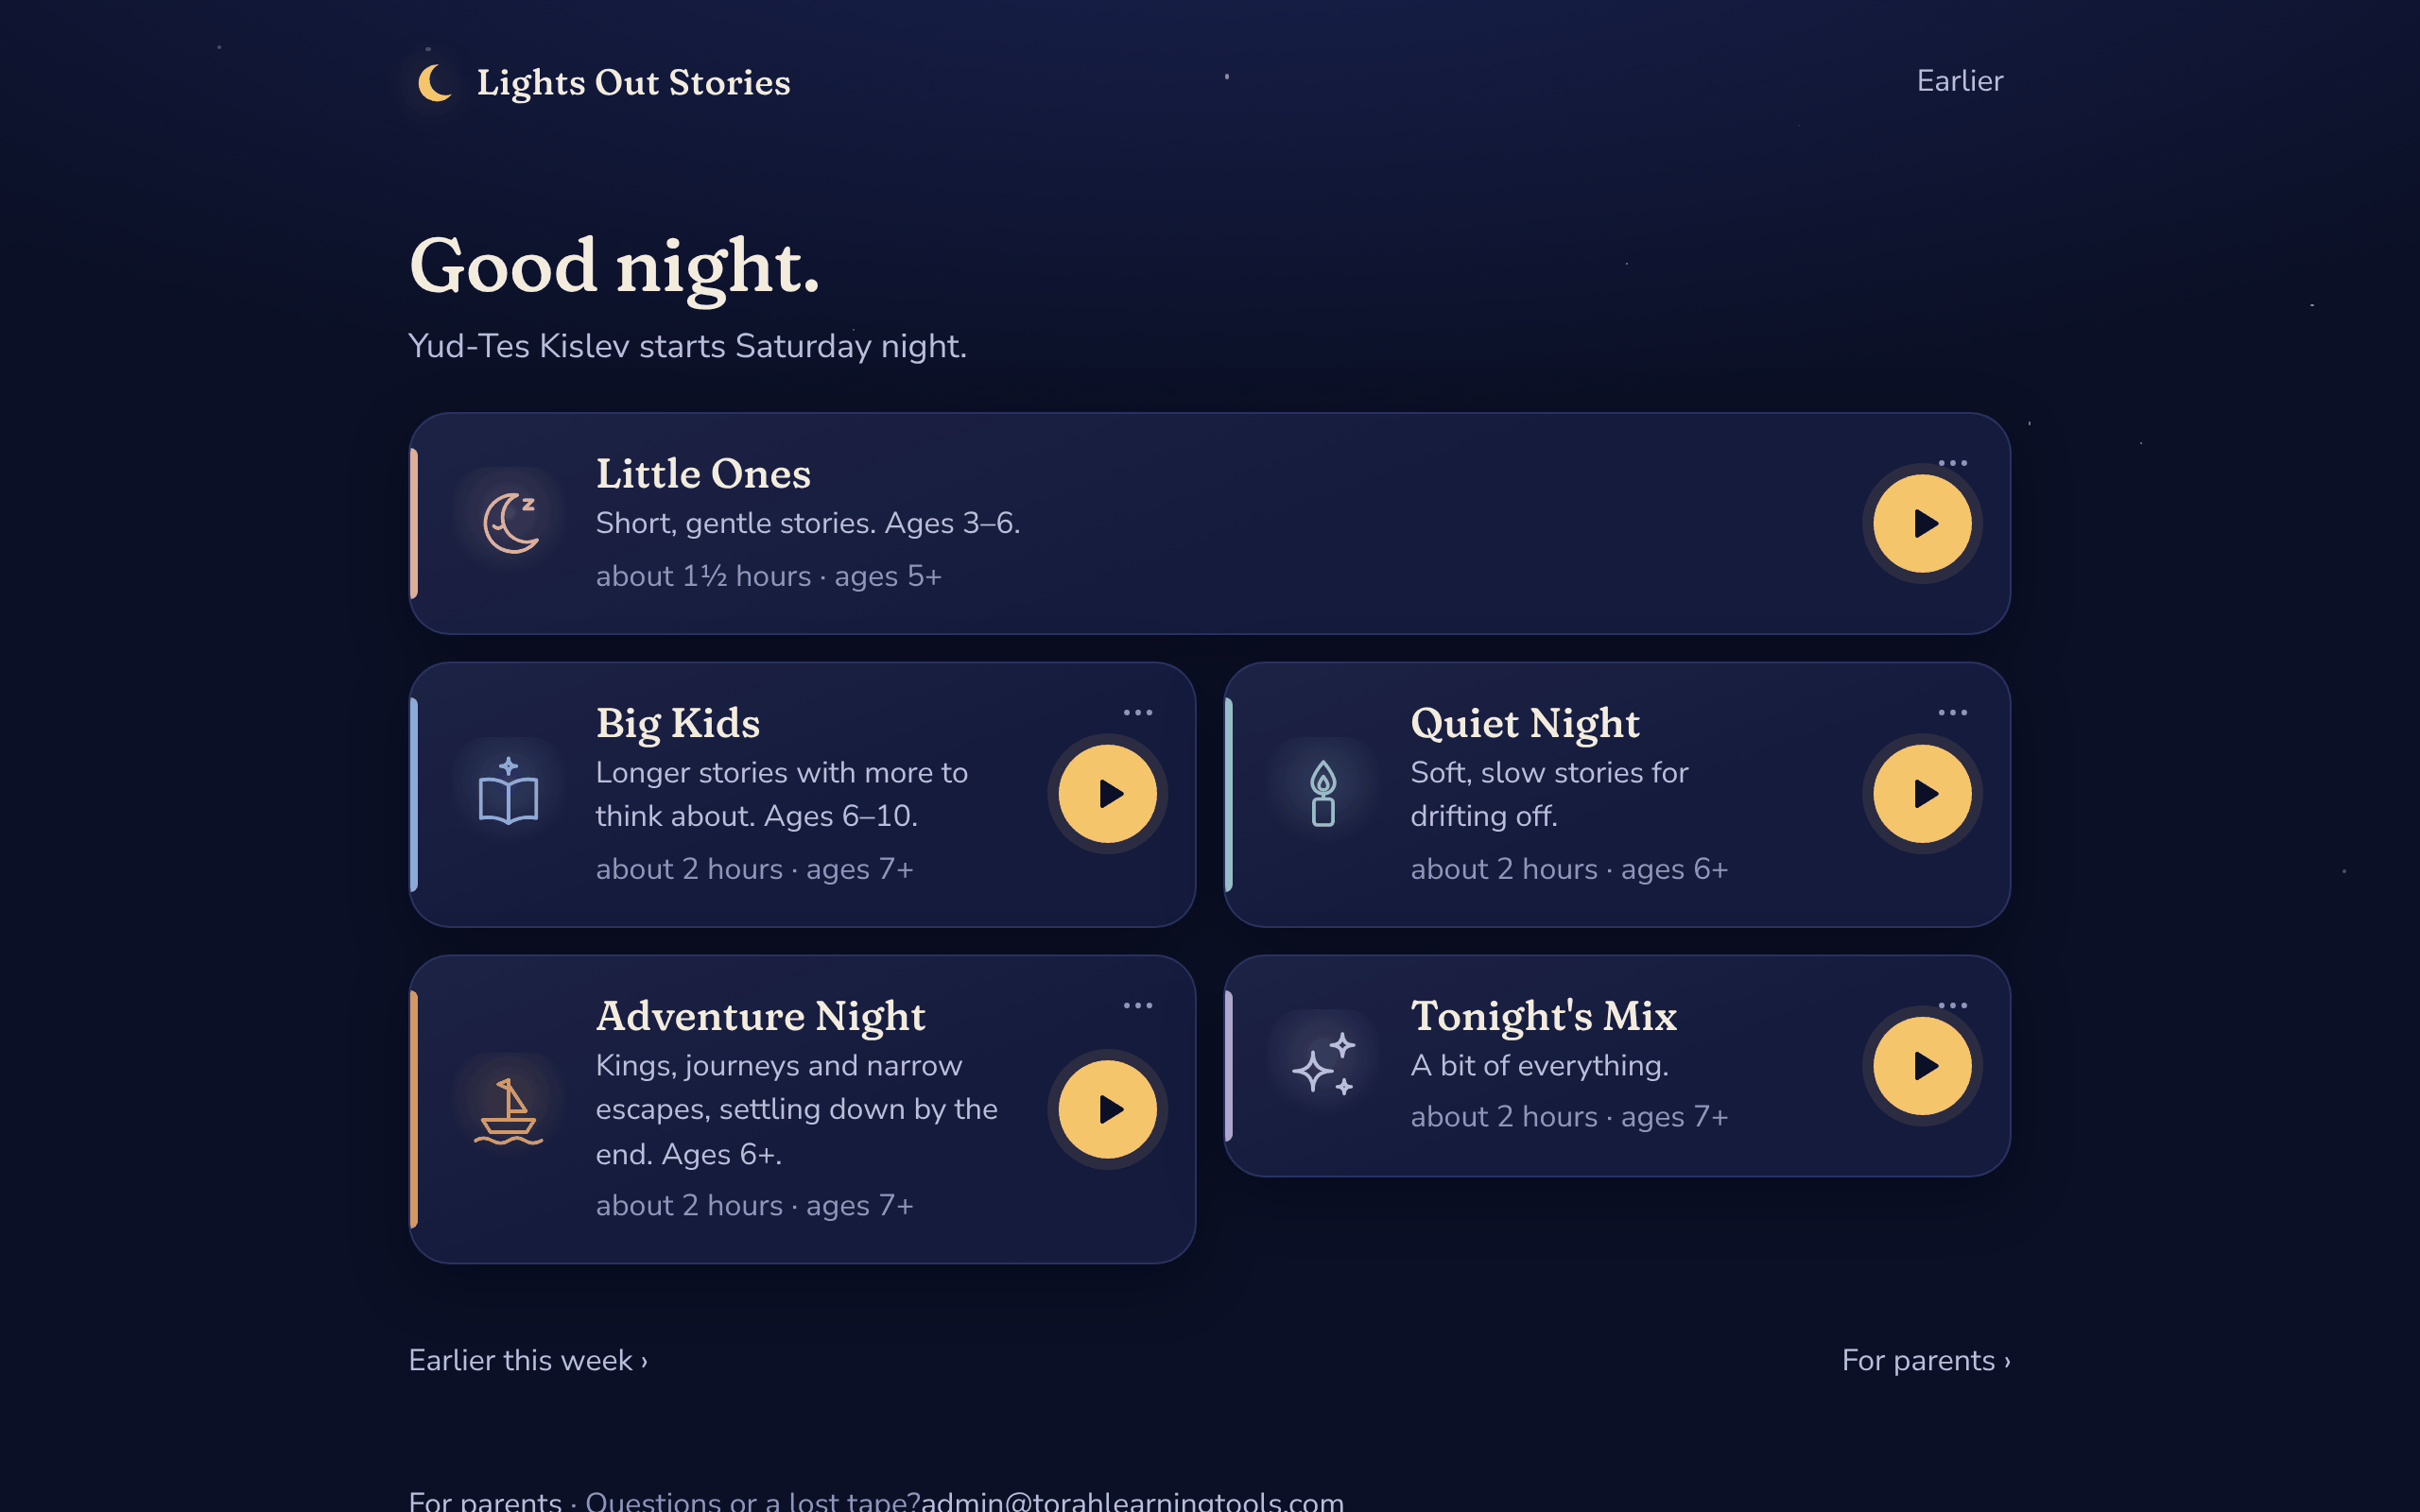 Lights Out Stories
Earlier
Good night.
Yud-Tes Kislev starts Saturday night.
Little Ones
Short, gentle stories. Ages 3–6.
about 1½ hours · ages 5+
Big Kids
Longer stories with more to
think about. Ages 6–10.
about 2 hours · ages 7+
Quiet Night
Soft, slow stories for
drifting off.
about 2 hours · ages 6+
Adventure Night
Kings, journeys and narrow
escapes, settling down by the
end. Ages 6+.
about 2 hours · ages 7+
Tonight's Mix
A bit of everything.
about 2 hours · ages 7+
Earlier this week ›
For parents ›
For parents · Questions or a lost tape?admin@torahlearningtools.com